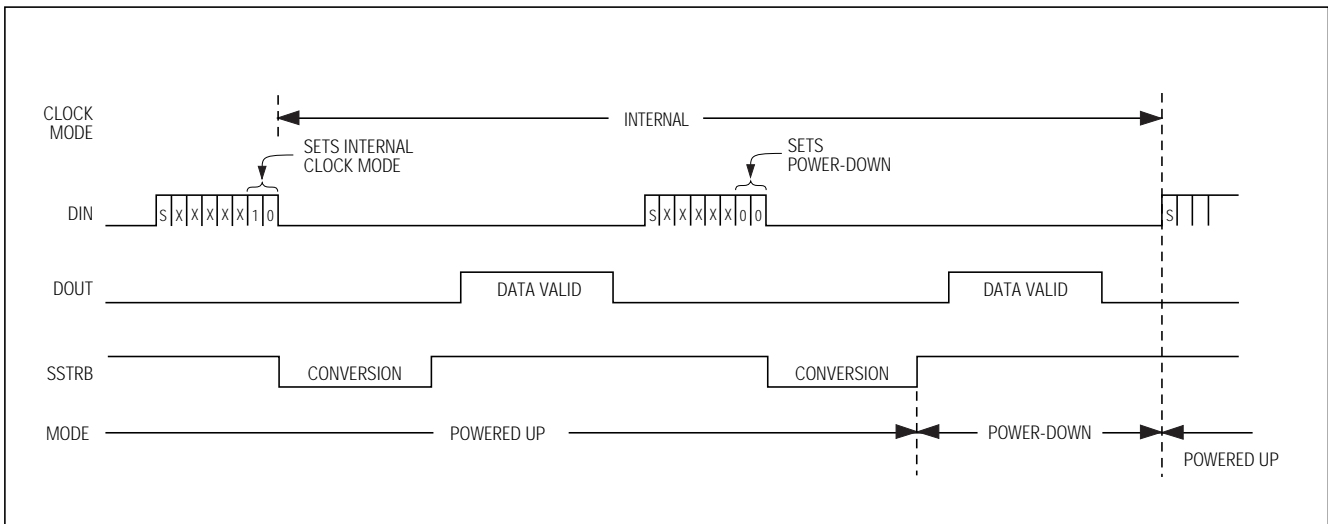 CLOCK
MODE
INTERNAL
SETS INTERNAL
CLOCK MODE
SETS
POWER-DOWN
DIN
S X X X X X 1 0
S X X X X X 0 0
S
DOUT
DATA VALID
DATA VALID
SSTRB
CONVERSION
CONVERSION
MODE
POWERED UP
POWER-DOWN
POWERED UP